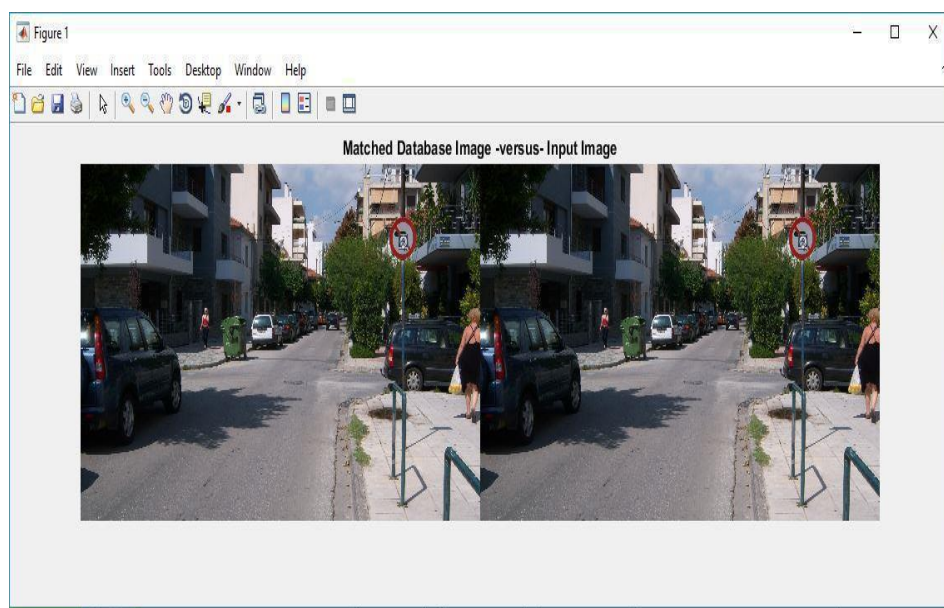 Figure 1
File Edit View Insert Tools Desktop Window Help
Matched Database Image -versus- Input Image